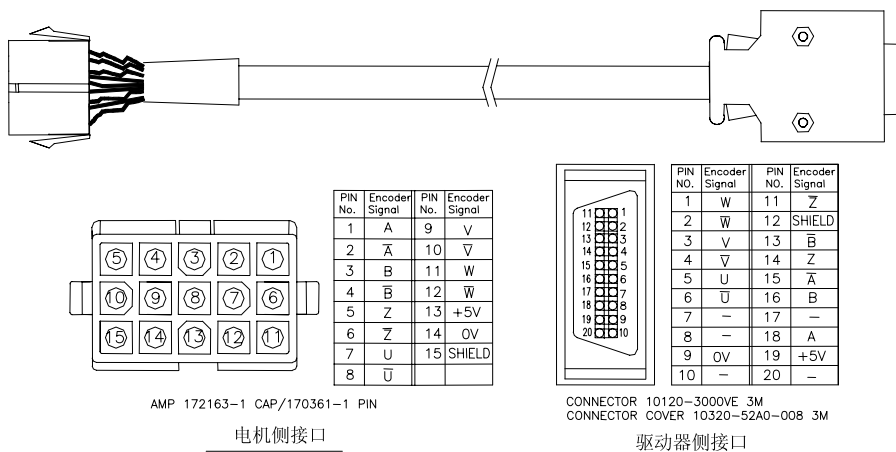 PIN No. Encoder Signal PIN No. Encoder Signal
1 A 9 V
2 A̅ 10 V̅
3 B 11 W
4 B̅ 12 W̅
5 Z 13 +5V
6 Z̅ 14 0V
7 U 15 SHIELD
8 U̅
5 4 3 2 1
10 9 8 7 6
15 14 13 12 11
AMP 172163-1 CAP/170361-1 PIN
电机侧接口
11 1
12 2
13 3
14 4
15 5
16 6
17 7
18 8
19 9
20 10
PIN NO. Encoder Signal PIN NO. Encoder Signal
1 W 11 Z̅
2 W̅ 12 SHIELD
3 V 13 B̅
4 V̅ 14 Z
5 U 15 A̅
6 U̅ 16 B
7 - 17 -
8 - 18 A
9 0V 19 +5V
10 - 20 -
CONNECTOR 10120-3000VE 3M
CONNECTOR COVER 10320-52A0-008 3M
驱动器侧接口